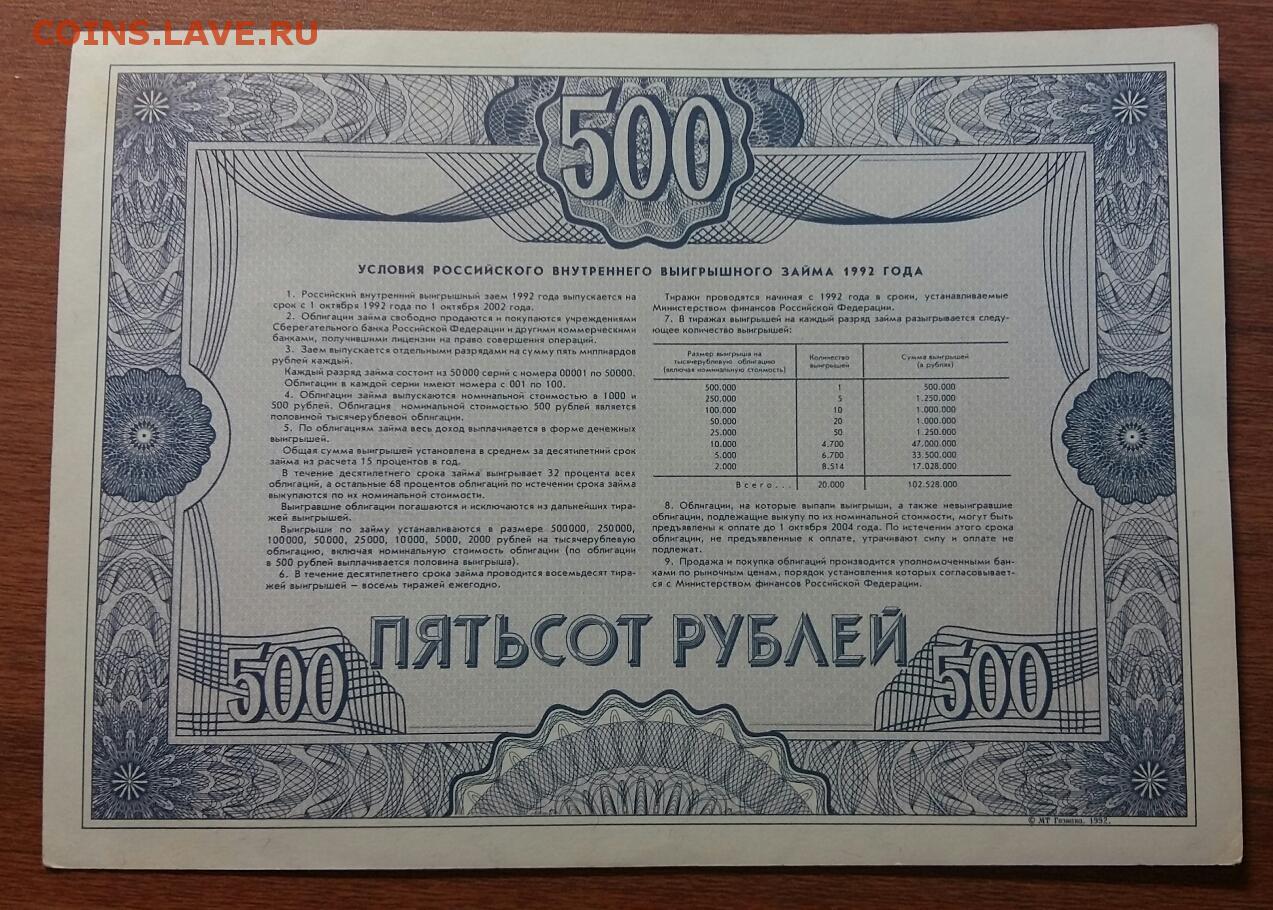 COINS.LAVE.RU
500
УСЛОВИЯ РОССИЙСКОГО ВНУТРЕННЕГО ВЫИГРЫШНОГО ЗАЙМА 1992 ГОДА
1. Российский внутренний выигрышный заем 1992 года выпускается на
срок с 1 октября 1992 года по 1 октября 2002 года.
2. Облигации займа свободно продаются и покупаются учреждениями
Сберегательного банка Российской Федерации и другими коммерческими
банками, получившими лицензии на право совершения операций.
3. Заем выпускается отдельными разрядами на сумму пять миллиардов
рублей каждый.
Каждый разряд займа состоит из 50000 серий с номера 00001 по 50000.
Облигации в каждой серии имеют номера с 001 по 100.
4. Облигации займа выпускаются номинальной стоимостью в 1000 и
500 рублей. Облигация номинальной стоимостью 500 рублей является
половиной тысячерублевой облигации.
5. По облигациям займа весь доход выплачивается в форме денежных
выигрышей.
Общая сумма выигрышей установлена в среднем за десятилетний срок
займа из расчета 15 процентов в год.
В течение десятилетнего срока займа выигрывает 32 процента всех
облигаций, а остальные 68 процентов облигаций по истечении срока займа
выкупаются по их номинальной стоимости.
Выигравшие облигации погашаются и исключаются из дальнейших тира-
жей выигрышей.
Выигрыши по займу устанавливаются в размере 500000, 250000,
100000, 50000, 25000, 10000, 5000, 2000 рублей на тысячерублевую
облигацию, включая номинальную стоимость облигации (по облигации
в 500 рублей выплачивается половина выигрыша).
6. В течение десятилетнего срока займа проводится восемьдесят тира-
жей выигрышей – восемь тиражей ежегодно.
Тиражи проводятся начиная с 1992 года в сроки, устанавливаемые
Министерством финансов Российской Федерации.
7. В тиражах выигрышей на каждый разряд займа разыгрывается следу-
ющее количество выигрышей:
Размер выигрыша на тысячерублевую облигацию (включая номинальную стоимость) Количество выигрышей Сумма выигрышей (в рублях)
500.000 1 500.000
250.000 5 1.250.000
100.000 10 1.000.000
50.000 20 1.000.000
25.000 50 1.250.000
10.000 4.700 47.000.000
5.000 6.700 33.500.000
2.000 8.514 17.028.000
Всего... 20.000 102.528.000
8. Облигации, на которые выпали выигрыши, а также невыигравшие
облигации, подлежащие выкупу по их номинальной стоимости, могут быть
предъявлены к оплате до 1 октября 2004 года. По истечении этого срока
облигации, не предъявленные к оплате, утрачивают силу и оплате не
подлежат.
9. Продажа и покупка облигаций производится уполномоченными бан-
ками по рыночным ценам, порядок установления которых согласовывает-
ся с Министерством финансов Российской Федерации.
ПЯТЬСОТ РУБЛЕЙ
500 500
© МТ Гознака. 1992.